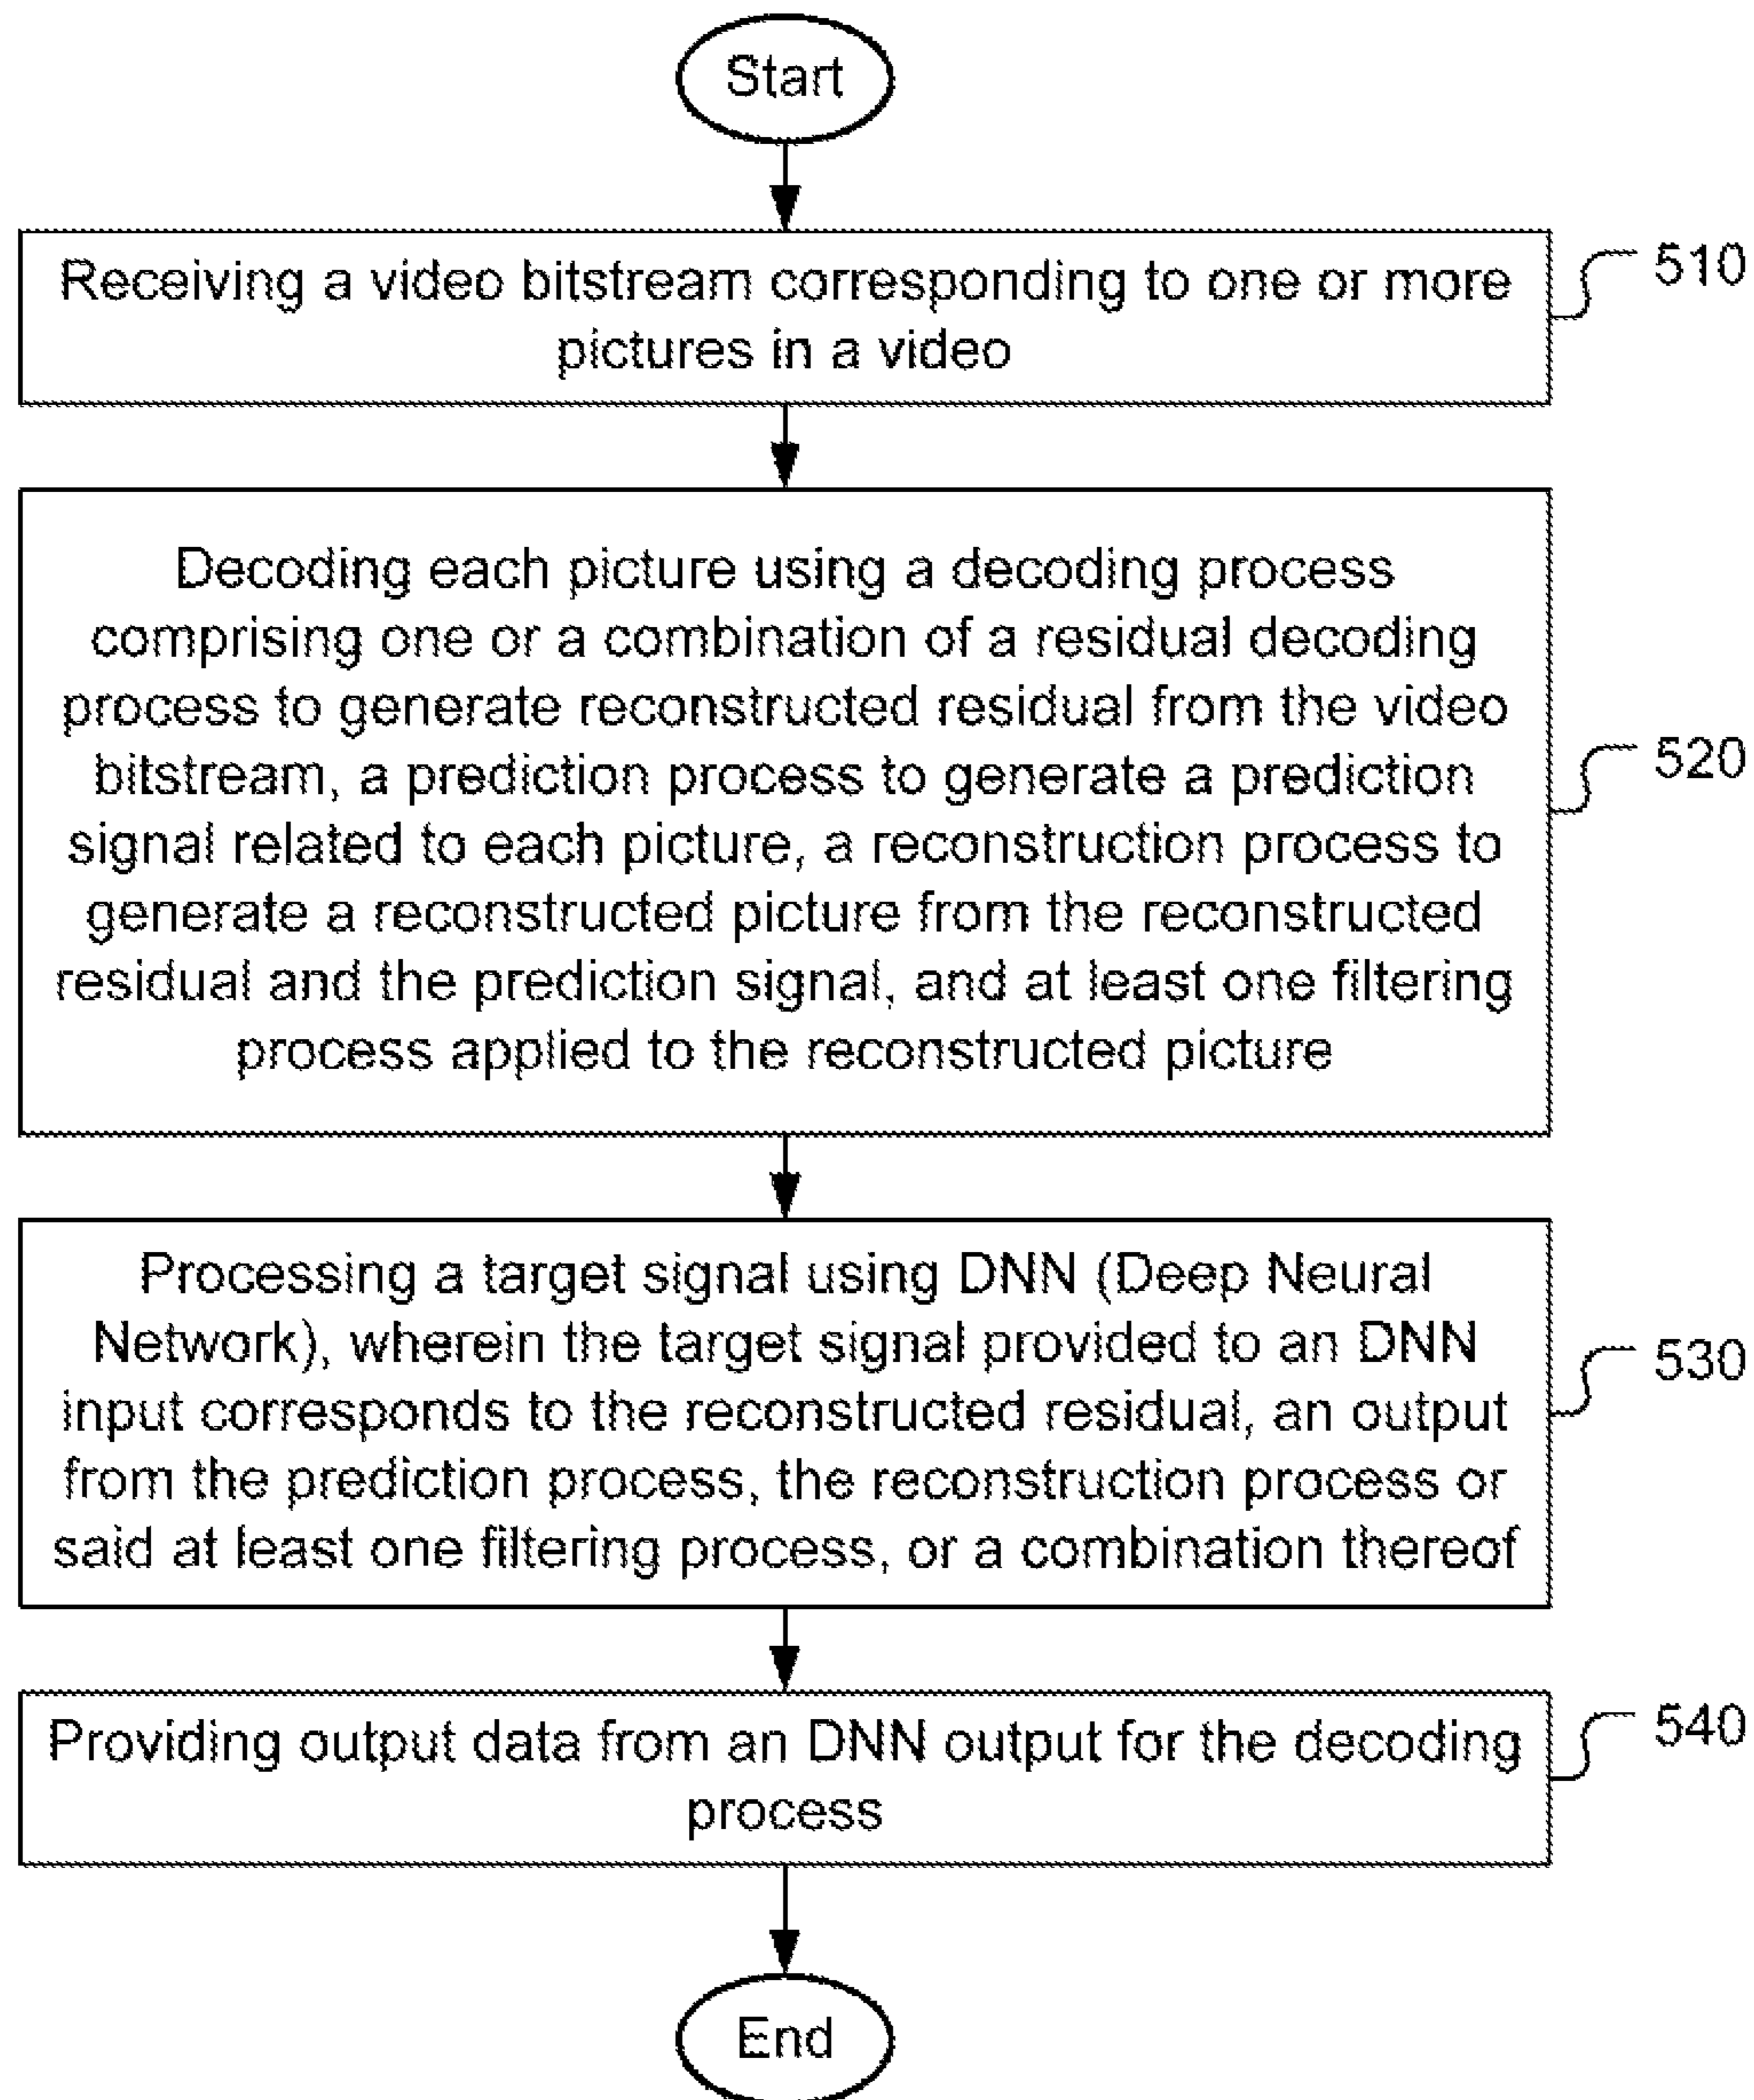 Start
Receiving a video bitstream corresponding to one or more
pictures in a video
510
Decoding each picture using a decoding process
comprising one or a combination of a residual decoding
process to generate reconstructed residual from the video
bitstream, a prediction process to generate a prediction
signal related to each picture, a reconstruction process to
generate a reconstructed picture from the reconstructed
residual and the prediction signal, and at least one filtering
process applied to the reconstructed picture
520
Processing a target signal using DNN (Deep Neural
Network), wherein the target signal provided to an DNN
input corresponds to the reconstructed residual, an output
from the prediction process, the reconstruction process or
said at least one filtering process, or a combination thereof
530
Providing output data from an DNN output for the decoding
process
540
End